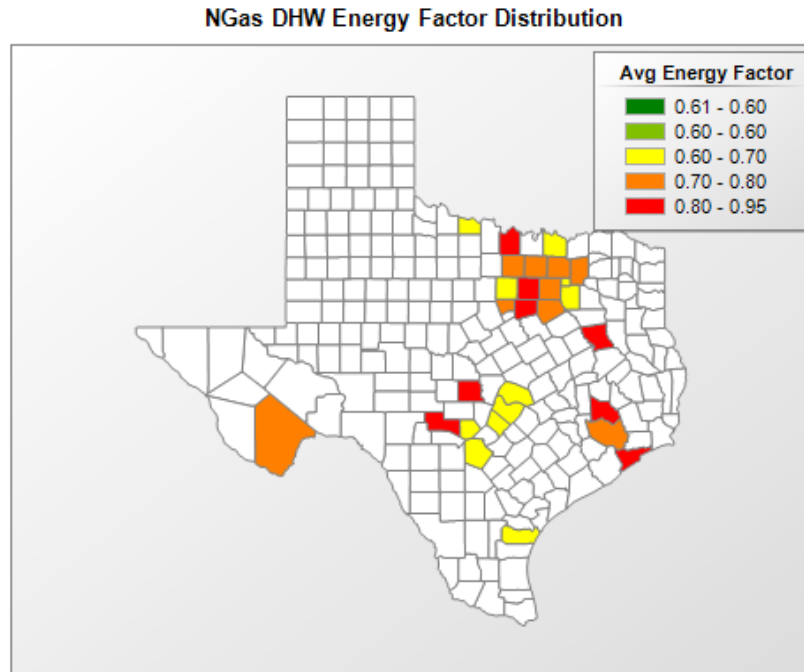 NGas DHW Energy Factor Distribution
Avg Energy Factor
0.61 - 0.60
0.60 - 0.60
0.60 - 0.70
0.70 - 0.80
0.80 - 0.95